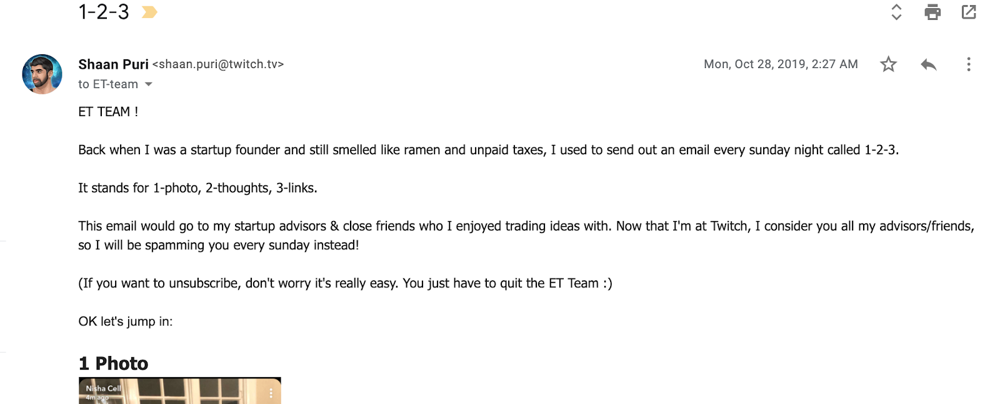 1-2-3
Shaan Puri <shaan.puri@twitch.tv>
Mon, Oct 28, 2019, 2:27 AM
to ET-team
ET TEAM !
Back when I was a startup founder and still smelled like ramen and unpaid taxes, I used to send out an email every sunday night called 1-2-3.
It stands for 1-photo, 2-thoughts, 3-links.
This email would go to my startup advisors & close friends who I enjoyed trading ideas with. Now that I'm at Twitch, I consider you all my advisors/friends,
so I will be spamming you every sunday instead!
(If you want to unsubscribe, don't worry it's really easy. You just have to quit the ET Team :)
OK let's jump in:
1 Photo
Nisha Cell
4m ago